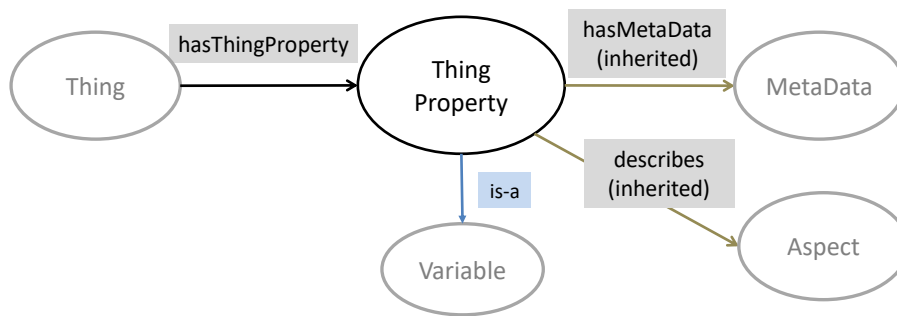 hasThingProperty
hasMetaData
(inherited)
Thing
Thing
Property
MetaData
describes
(inherited)
is-a
Variable
Aspect